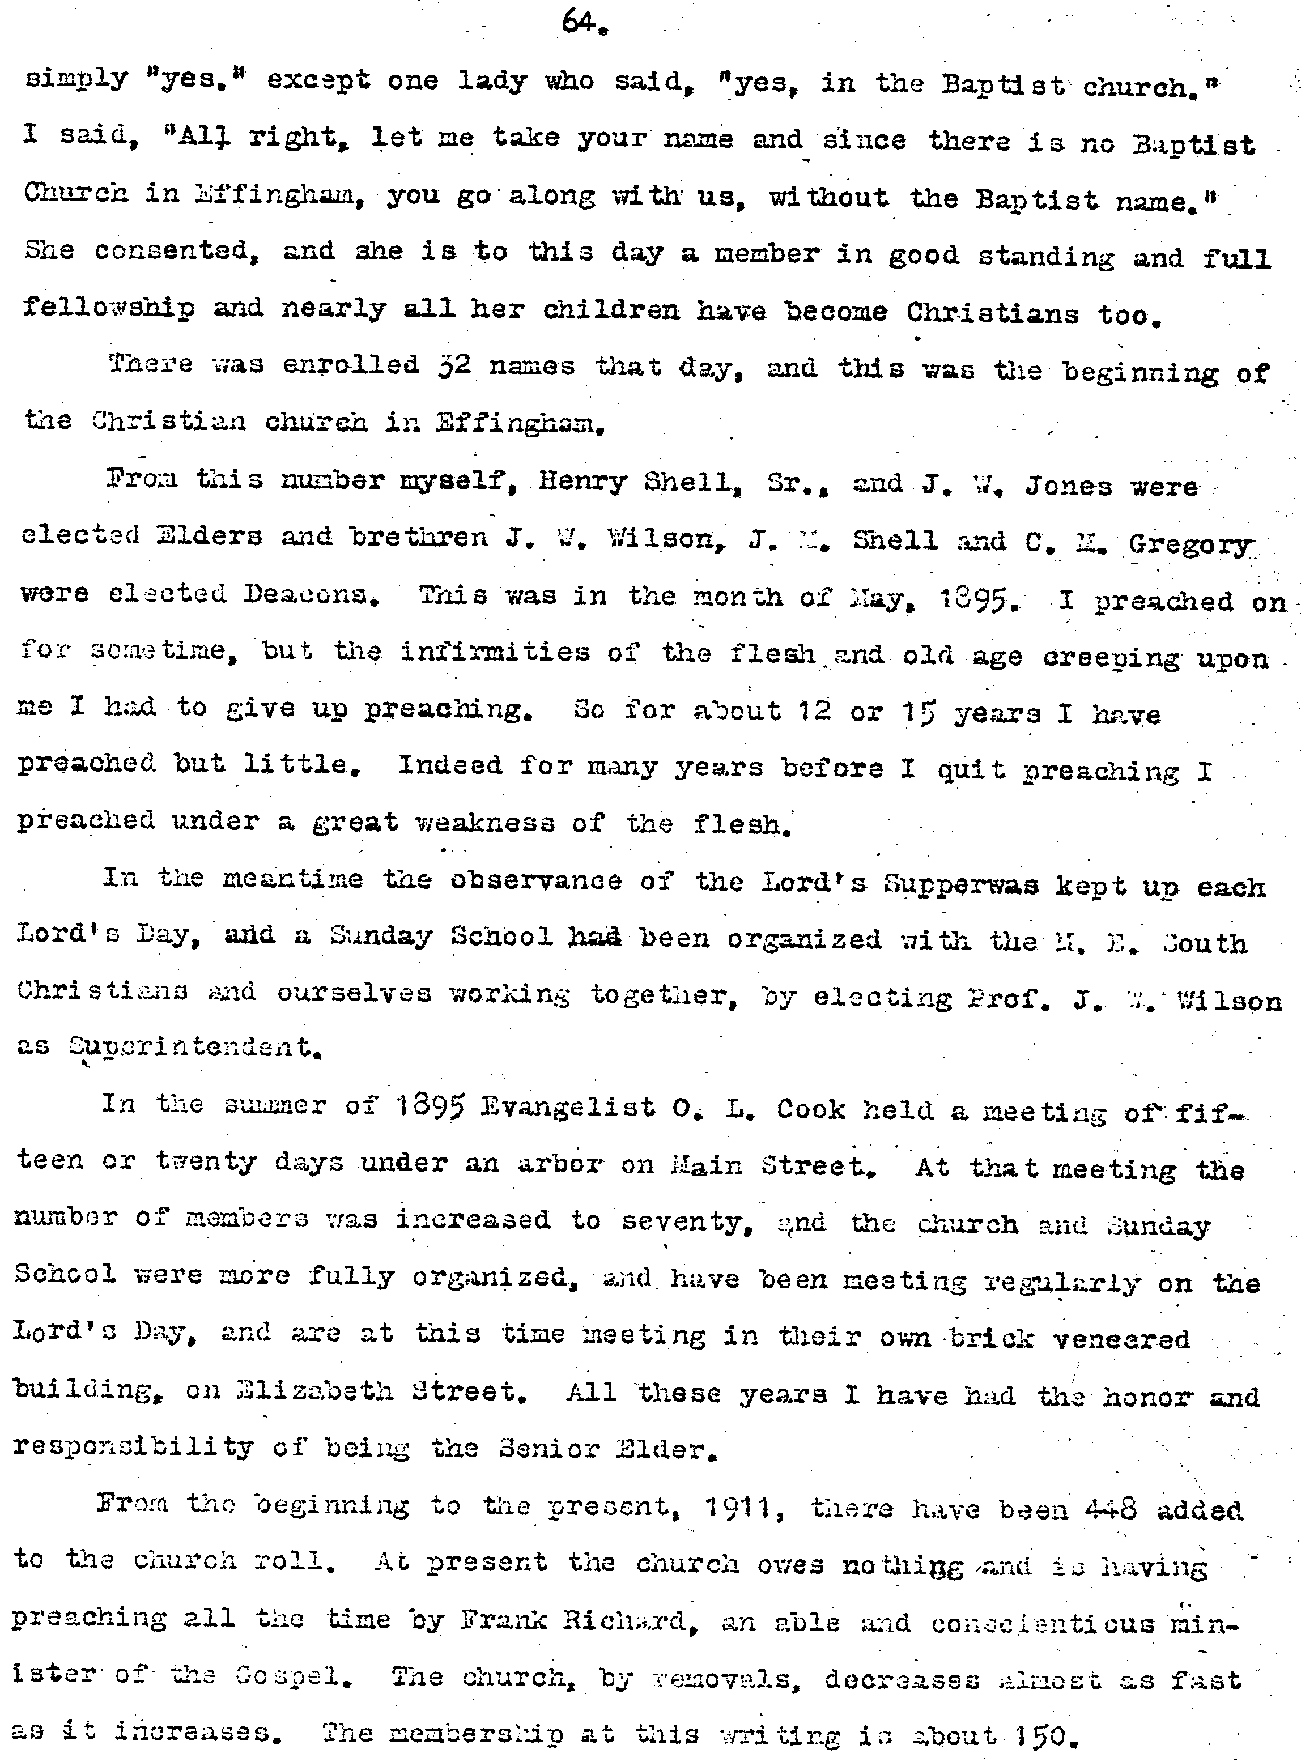 64.
simply "yes." except one lady who said, "yes, in the Baptist church."
I said, "All right, let me take your name and since there is no Baptist
Church in Effingham, you go along with us, without the Baptist name."
She consented, and she is to this day a member in good standing and full
fellowship and nearly all her children have become Christians too.
There was enrolled 32 names that day, and this was the beginning of
the Christian church in Effingham.
From this number myself, Henry Shell, Sr., and J. W. Jones were
elected Elders and brethren J. W. Wilson, J. M. Shell and C. M. Gregory
were elected Deacons. This was in the month of May, 1895. I preached on
for sometime, but the infirmities of the flesh and old age creeping upon
me I had to give up preaching. So for about 12 or 15 years I have
preached but little. Indeed for many years before I quit preaching I
preached under a great weakness of the flesh.
In the meantime the observance of the Lord's Supperwas kept up each
Lord's Day, and a Sunday School had been organized with the M. E. South
Christians and ourselves working together, by electing Prof. J. W. Wilson
as Superintendent.
In the summer of 1895 Evangelist O. L. Cook held a meeting of fif-
teen or twenty days under an arbor on Main Street. At that meeting the
number of members was increased to seventy, and the church and Sunday
School were more fully organized, and have been meeting regularly on the
Lord's Day, and are at this time meeting in their own brick veneered
building, on Elizabeth Street. All these years I have had the honor and
responsibility of being the Senior Elder.
From the beginning to the present, 1911, there have been 448 added
to the church roll. At present the church owes nothing and is having
preaching all the time by Frank Richard, an able and conscientious min-
ister of the Gospel. The church, by removals, decreases almost as fast
as it increases. The membership at this writing is about 150.